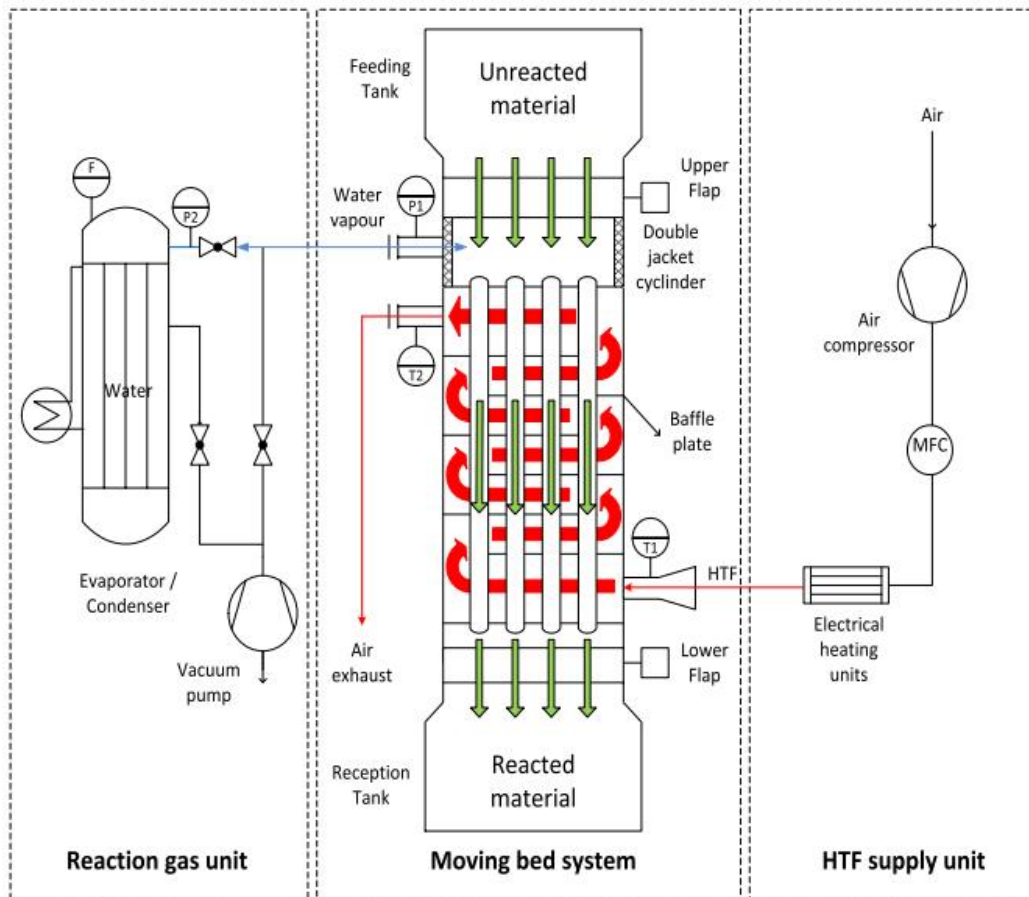 F
P2
Water
Evaporator /
Condenser
Vacuum
pump
Reaction gas unit
Feeding
Tank
Unreacted
material
Water
vapour
P1
Upper
Flap
Double
jacket
cyclinder
T2
Baffle
plate
T1
HTF
Air
exhaust
Lower
Flap
Reception
Tank
Reacted
material
Moving bed system
Air
Air
compressor
MFC
Electrical
heating
units
HTF supply unit